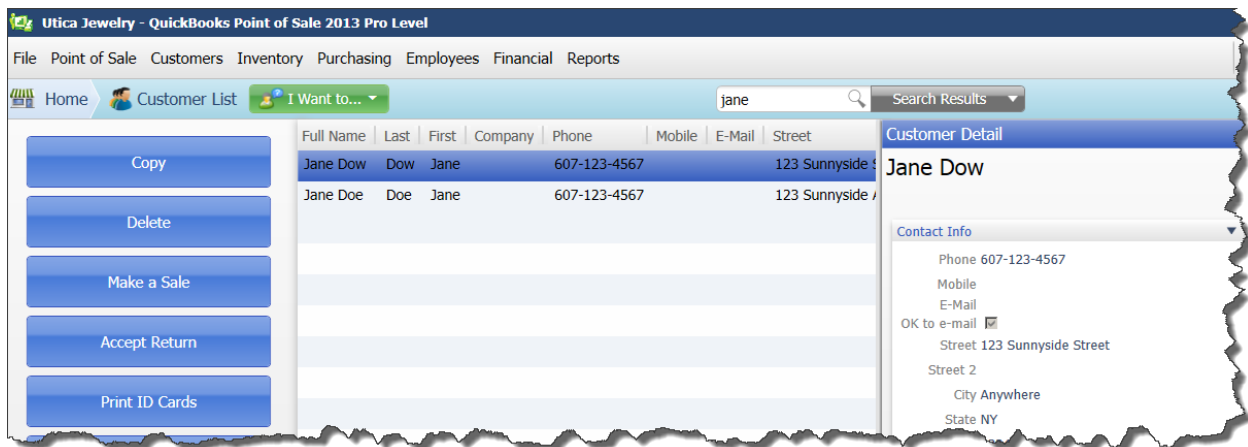 Utica Jewelry - QuickBooks Point of Sale 2013 Pro Level
File Point of Sale Customers Inventory Purchasing Employees Financial Reports
Home Customer List I Want to... jane Search Results
Full Name Last First Company Phone Mobile E-Mail Street
Jane Dow Dow Jane 607-123-4567 123 Sunnyside S
Jane Doe Doe Jane 607-123-4567 123 Sunnyside A
Copy
Delete
Make a Sale
Accept Return
Print ID Cards
Customer Detail
Jane Dow
Contact Info
Phone 607-123-4567
Mobile
E-Mail
OK to e-mail
Street 123 Sunnyside Street
Street 2
City Anywhere
State NY